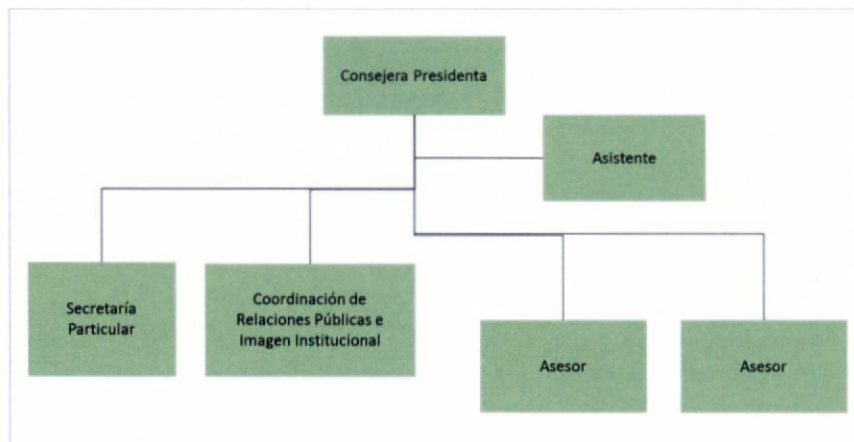 Consejera Presidenta
Asistente
Secretaría
Particular
Coordinación de
Relaciones Públicas e
Imagen Institucional
Asesor
Asesor